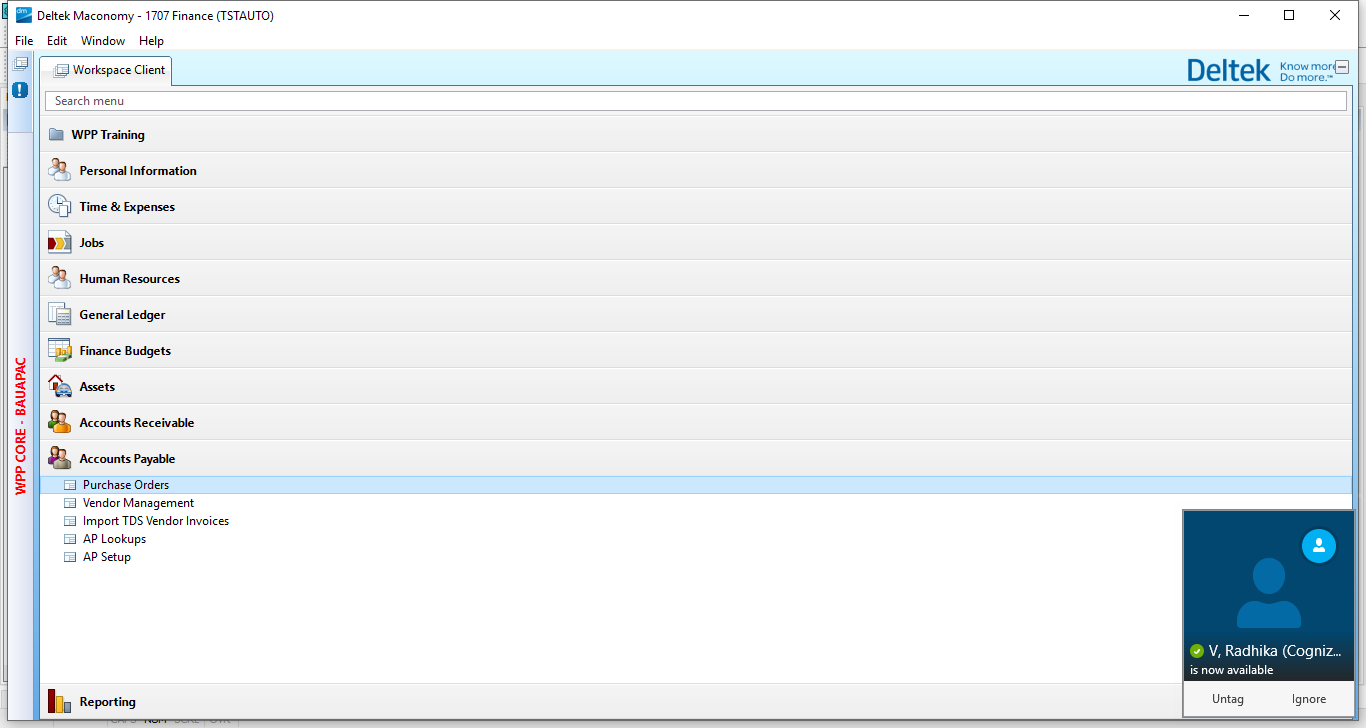 Deltek Maconomy - 1707 Finance (TSTAUTO)
File Edit Window Help
Workspace Client
Deltek Know more
Do more.™
Search menu
WPP Training
Personal Information
Time & Expenses
Jobs
Human Resources
General Ledger
Finance Budgets
Assets
Accounts Receivable
Accounts Payable
Purchase Orders
Vendor Management
Import TDS Vendor Invoices
AP Lookups
AP Setup
Reporting
WPP CORE - BAUAPAC
V, Radhika (Cogniz...
is now available
Untag Ignore